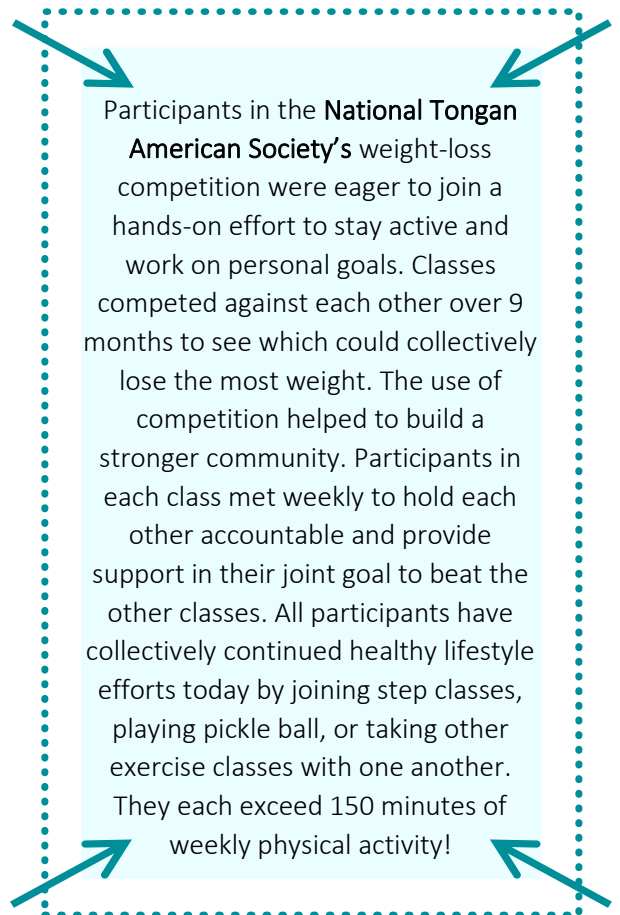 Participants in the National Tongan
American Society’s weight-loss
competition were eager to join a
hands-on effort to stay active and
work on personal goals. Classes
competed against each other over 9
months to see which could collectively
lose the most weight. The use of
competition helped to build a
stronger community. Participants in
each class met weekly to hold each
other accountable and provide
support in their joint goal to beat the
other classes. All participants have
collectively continued healthy lifestyle
efforts today by joining step classes,
playing pickle ball, or taking other
exercise classes with one another.
They each exceed 150 minutes of
weekly physical activity!